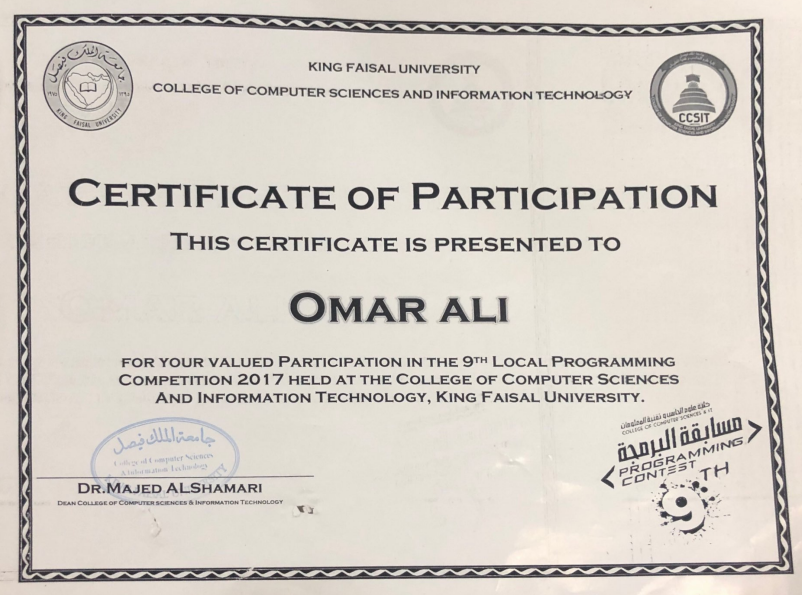 جامعة الملك فيصل
KING FAISAL UNIVERSITY
KING FAISAL UNIVERSITY
COLLEGE OF COMPUTER SCIENCES AND INFORMATION TECHNOLOGY
CCSIT
CERTIFICATE OF PARTICIPATION
THIS CERTIFICATE IS PRESENTED TO
OMAR ALI
FOR YOUR VALUED PARTICIPATION IN THE 9TH LOCAL PROGRAMMING
COMPETITION 2017 HELD AT THE COLLEGE OF COMPUTER SCIENCES
AND INFORMATION TECHNOLOGY, KING FAISAL UNIVERSITY.
جامعة الملك فيصل
College of Computer Sciences
& Information Technology
DR.MAJED ALSHAMARI
DEAN COLLEGE OF COMPUTER SCIENCES & INFORMATION TECHNOLOGY
كلية علوم الحاسب و تقنية المعلومات
COLLEGE OF COMPUTER SCIENCES & IT
مسابقة البرمجة
PROGRAMMING
CONTEST
9TH